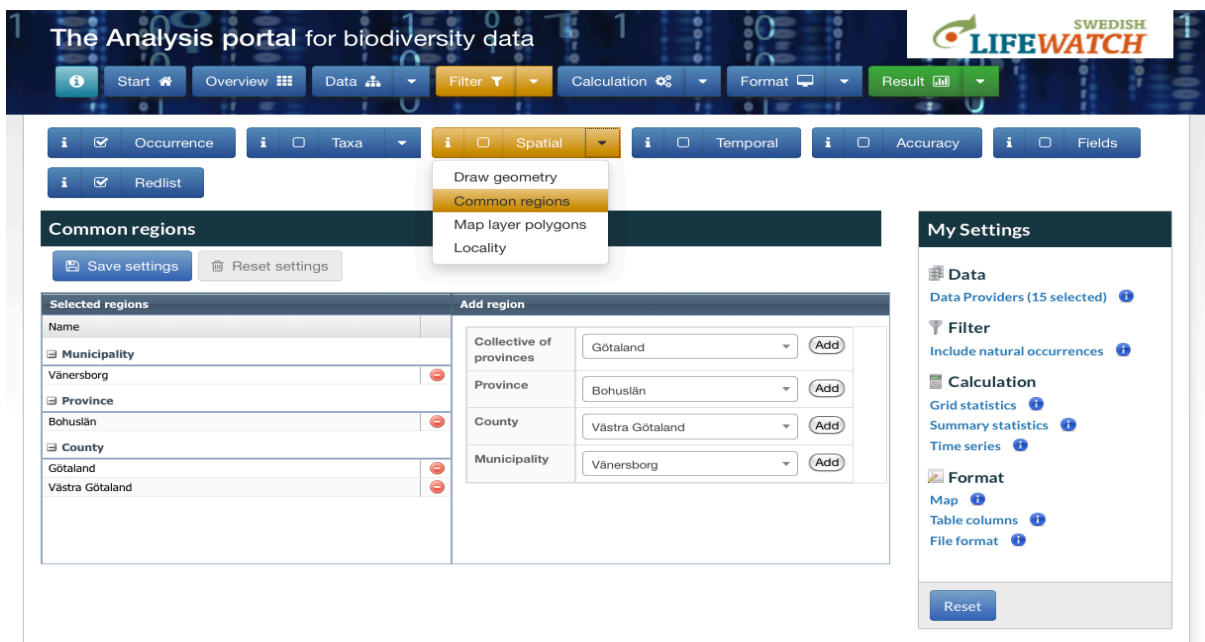 The Analysis portal for biodiversity data
SWEDISH
LIFEWATCH
Start Overview Data Filter Calculation Format Result
Occurrence Taxa Spatial Temporal Accuracy Fields
Redlist
Draw geometry
Common regions
Map layer polygons
Locality
Common regions
Save settings Reset settings
Selected regions
Name
Municipality
Vänersborg
Province
Bohuslän
County
Götaland
Västra Götaland
Add region
Collective of
provinces
Götaland Add
Province Bohuslän Add
County Västra Götaland Add
Municipality Vänersborg Add
My Settings
Data
Data Providers (15 selected)
Filter
Include natural occurrences
Calculation
Grid statistics
Summary statistics
Time series
Format
Map
Table columns
File format
Reset